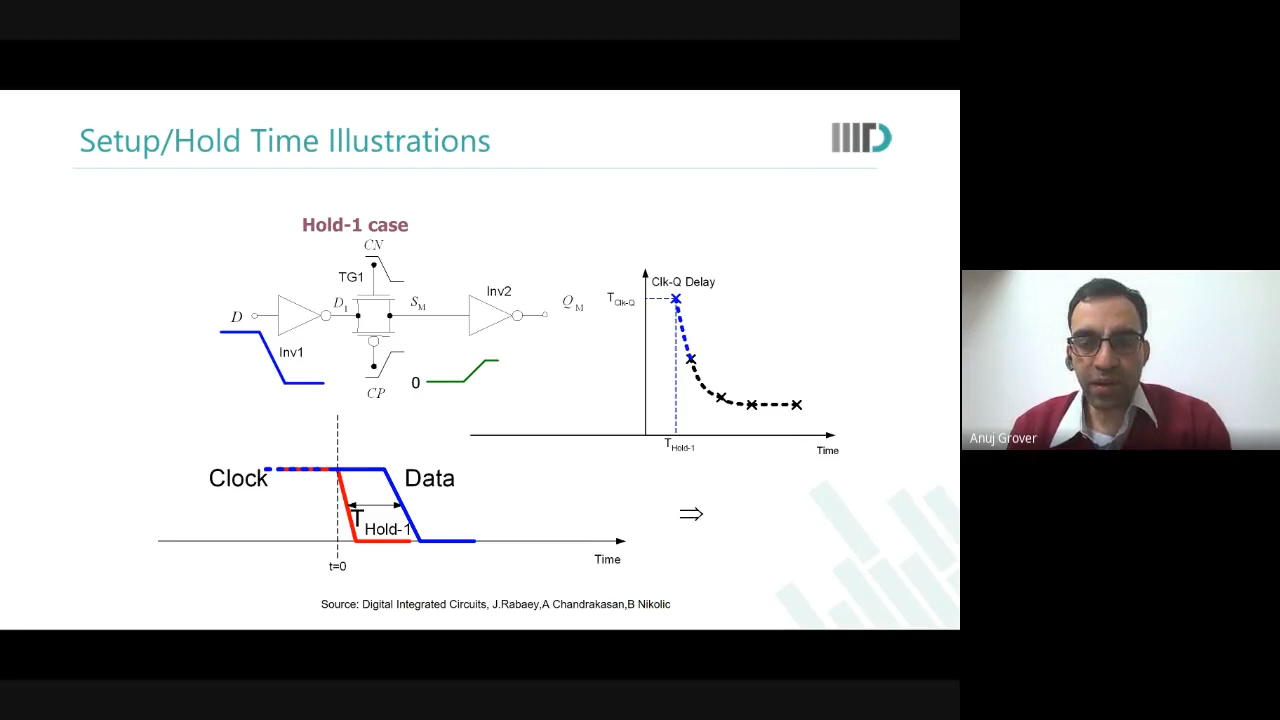 Setup/Hold Time Illustrations
IIITD
Hold-1 case
CN
TG1
D
D1
SM
Inv2
QM
Inv1
CP
0
Clk-Q Delay
TClk-Q
THold-1
Time
Clock
Data
THold-1
Time
t=0
⇒
Source: Digital Integrated Circuits, J.Rabaey,A Chandrakasan,B Nikolic
Anuj Grover